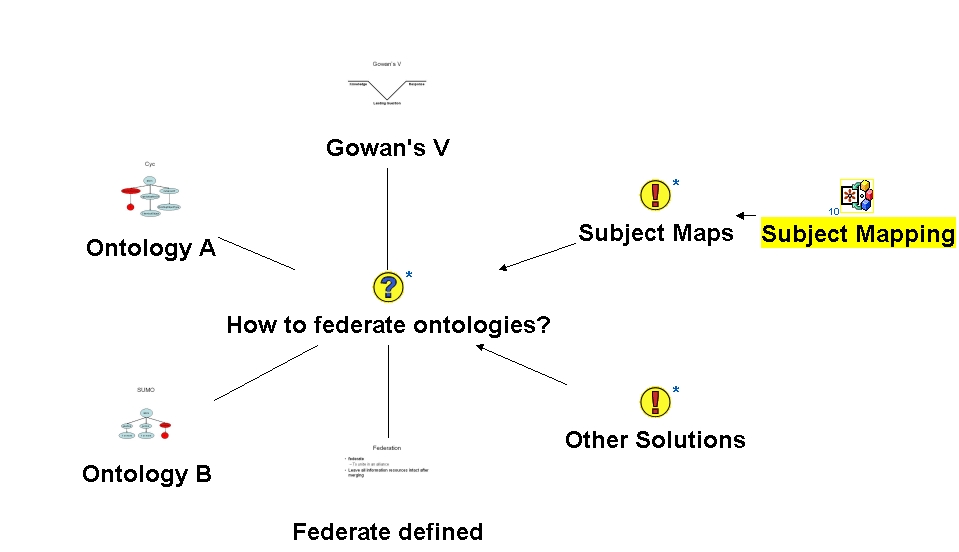 Gowan's V
Knowledge
Response
Leading Question
Gowan's V
Cyc
*
10
Subject Maps
Subject Mapping
Ontology A
*
How to federate ontologies?
SUMO
*
Other Solutions
Federation
• federate
– To unite in an alliance
• Leave all information resources intact after
merging
Ontology B
Federate defined